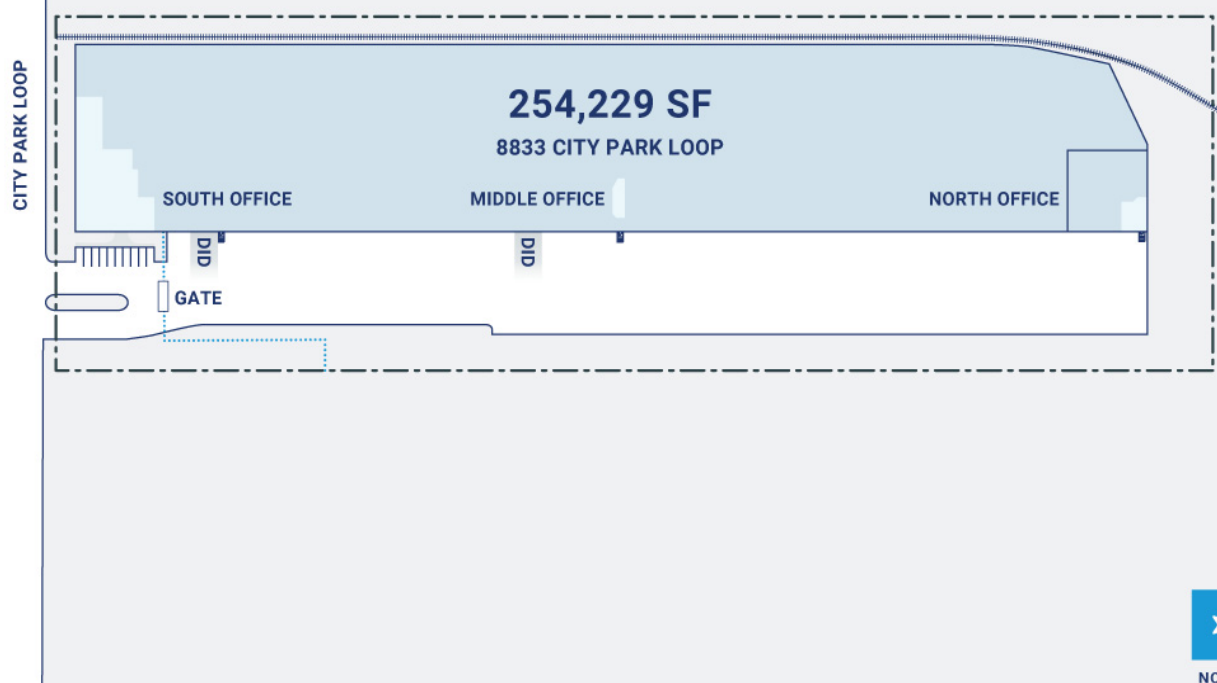 CITY PARK LOOP
254,229 SF
8833 CITY PARK LOOP
SOUTH OFFICE
MIDDLE OFFICE
NORTH OFFICE
DID
DID
GATE